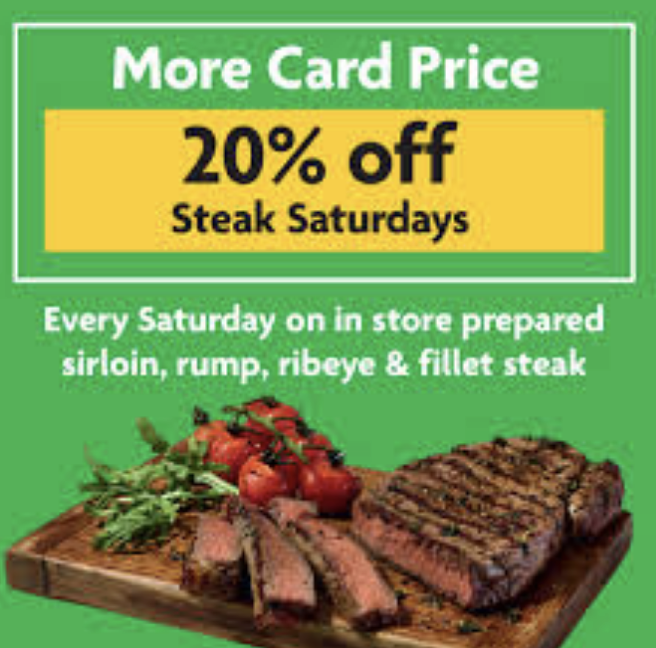 More Card Price
20% off
Steak Saturdays
Every Saturday on in store prepared
sirloin, rump, ribeye & fillet steak